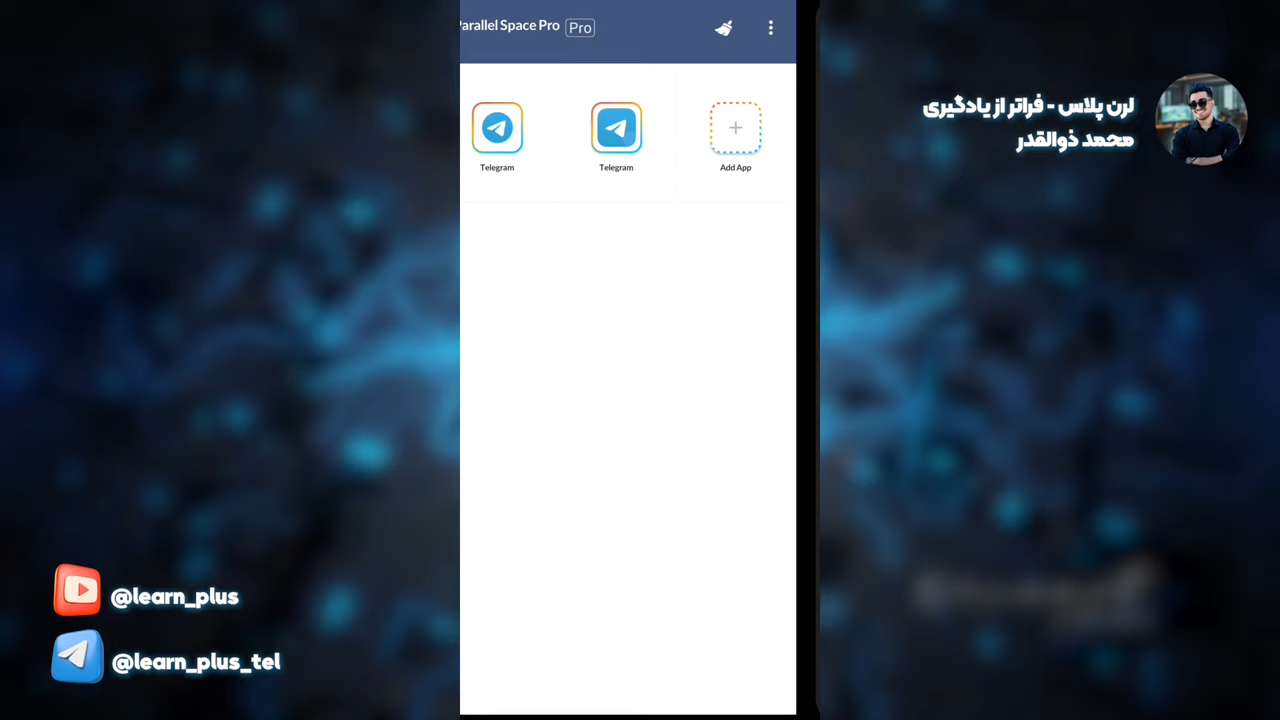 Parallel Space Pro Pro
Telegram
Telegram
Add App
لرن پلاس - فراتر از یادگیری
محمد ذوالقدر
@learn_plus
@learn_plus_tel